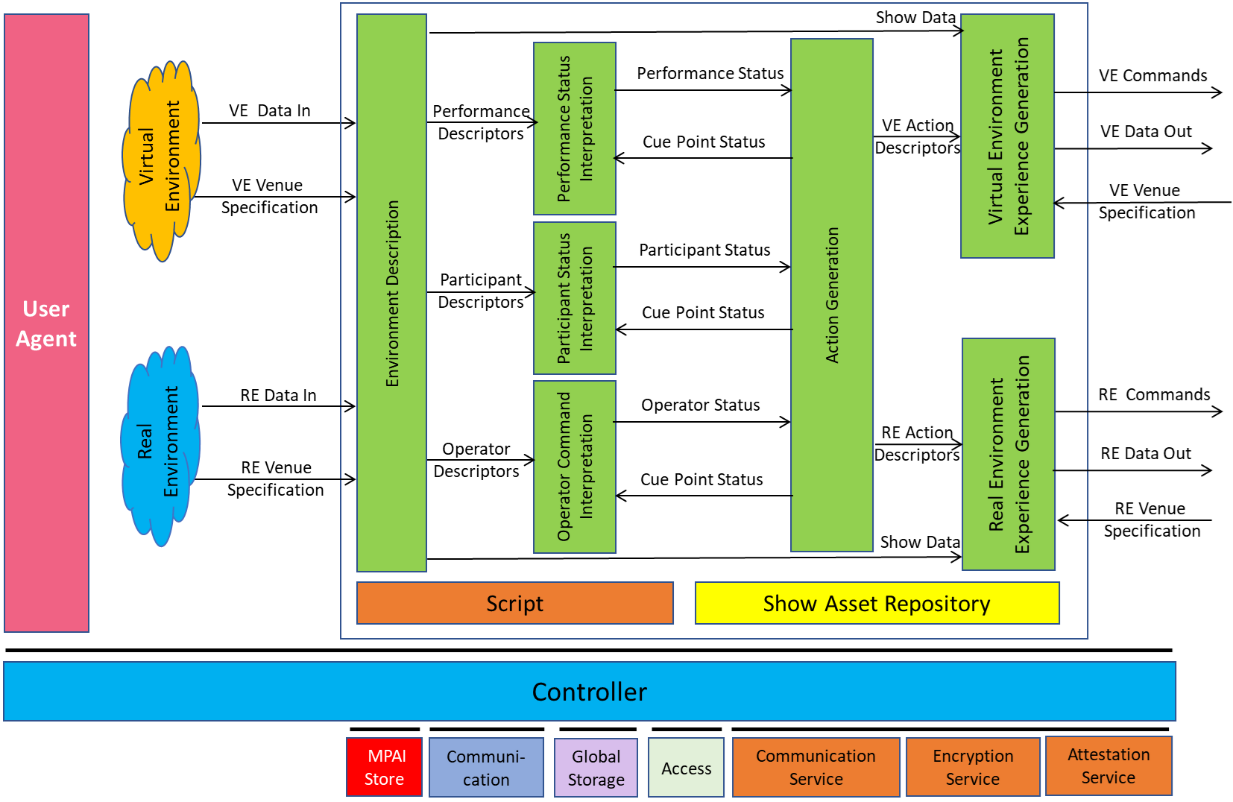 User
Agent
Virtual
Environment
Real
Environment
VE  Data In
VE Venue
Specification
RE Data In
RE Venue
Specification
Environment Description
Show Data
Performance
Descriptors
Participant
Descriptors
Operator
Descriptors
Performance Status
Interpretation
Participant Status
Interpretation
Operator Command
Interpretation
Performance Status
Cue Point Status
Participant Status
Cue Point Status
Operator Status
Cue Point Status
Action Generation
VE Action
Descriptors
RE Action
Descriptors
Show Data
Virtual Environment
Experience Generation
Real Environment
Experience Generation
VE Commands
VE Data Out
VE Venue
Specification
RE  Commands
RE Data Out
RE Venue
Specification
Script
Show Asset Repository
Controller
MPAI
Store
Communi-
cation
Global
Storage
Access
Communication
Service
Encryption
Service
Attestation
Service